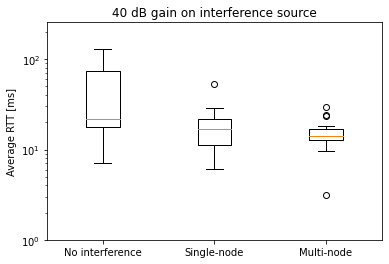 40 dB gain on interference source
Average RTT [ms]
10²
10¹
10⁰
No interference
Single-node
Multi-node